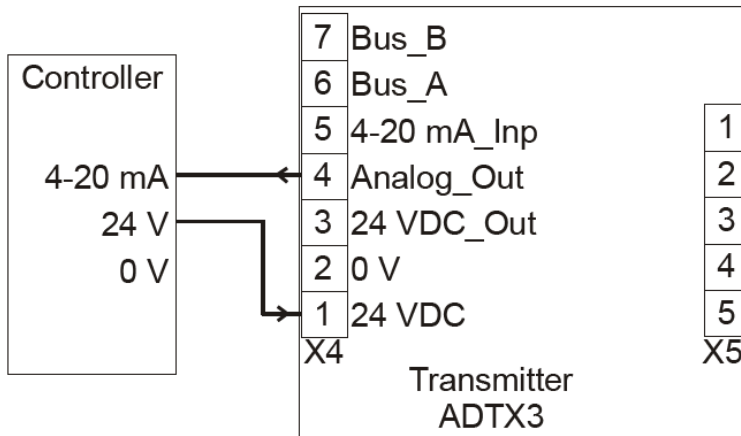 Controller
4-20 mA
24 V
0 V
7 Bus_B
6 Bus_A
5 4-20 mA_Inp
4 Analog_Out
3 24 VDC_Out
2 0 V
1 24 VDC
X4
1
2
3
4
5
X5
Transmitter
ADTX3